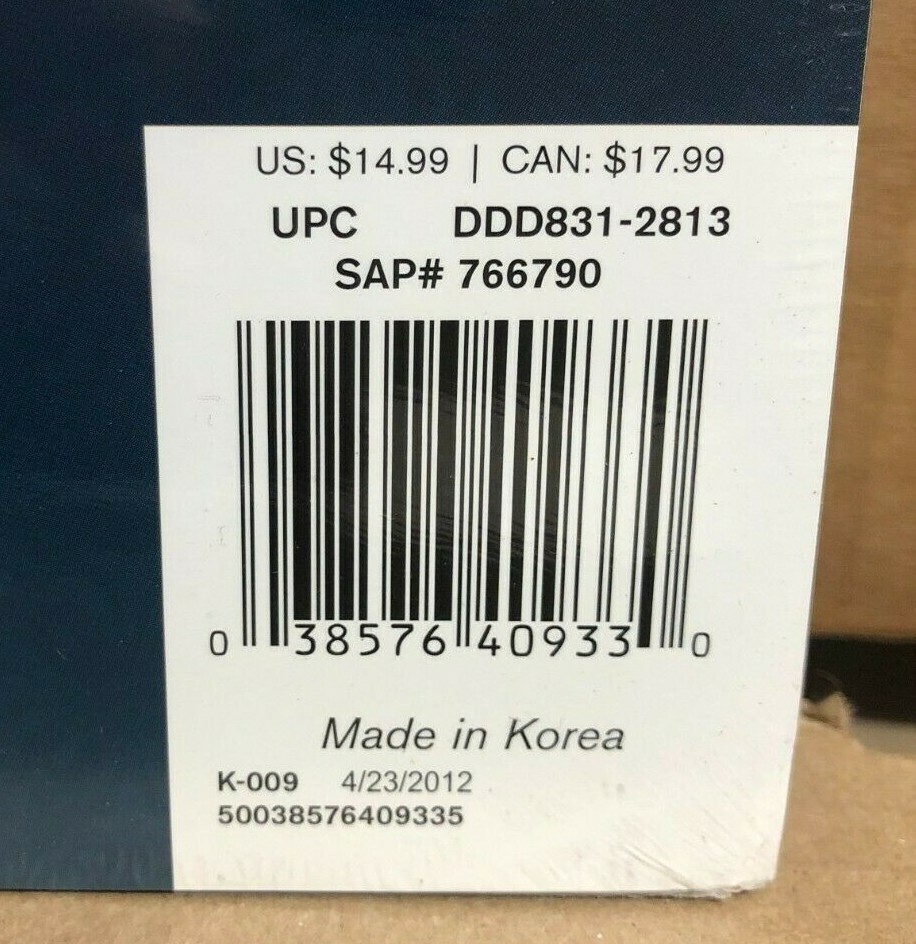 US: $14.99 | CAN: $17.99
UPC DDD831-2813
SAP# 766790
0 38576 40933 0
Made in Korea
K-009 4/23/2012
50038576409335